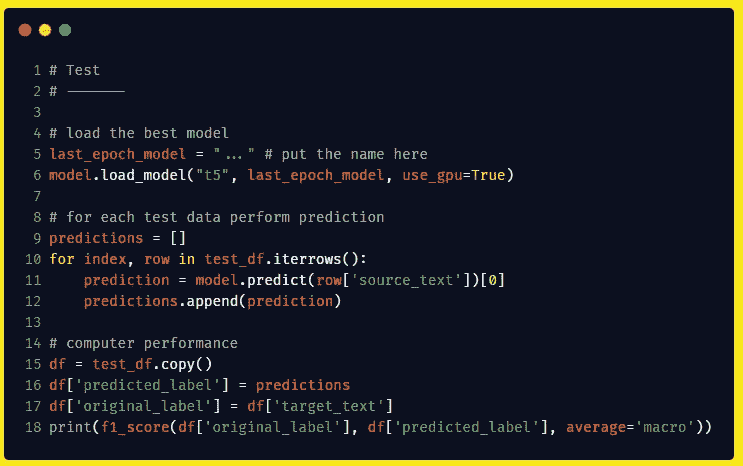 1 # Test
2 # -------
3
4 # load the best model
5 last_epoch_model = "..." # put the name here
6 model.load_model("t5", last_epoch_model, use_gpu=True)
7
8 # for each test data perform prediction
9 predictions = []
10 for index, row in test_df.iterrows():
11     prediction = model.predict(row['source_text'])[0]
12     predictions.append(prediction)
13
14 # computer performance
15 df = test_df.copy()
16 df['predicted_label'] = predictions
17 df['original_label'] = df['target_text']
18 print(f1_score(df['original_label'], df['predicted_label'], average='macro'))